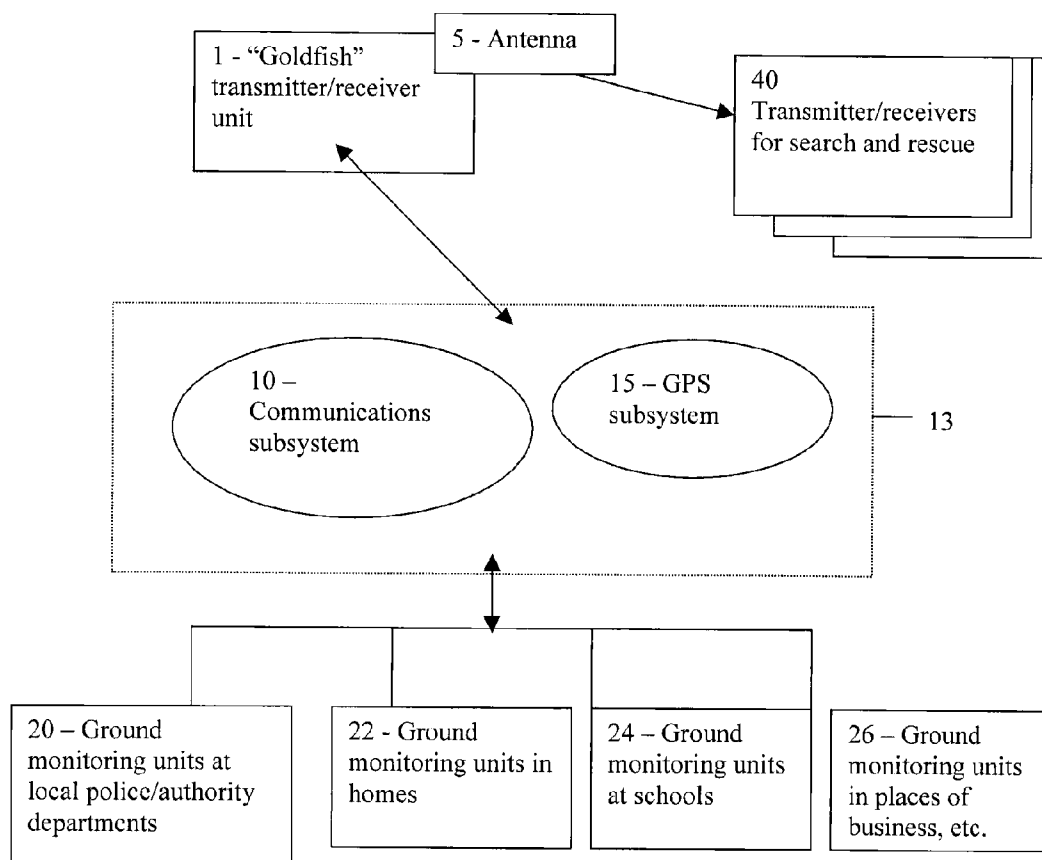 5 - Antenna
1 - “Goldfish”
transmitter/receiver
unit
40
Transmitter/receivers
for search and rescue
10 –
Communications
subsystem
15 – GPS
subsystem
13
20 – Ground
monitoring units at
local police/authority
departments
22 - Ground
monitoring units in
homes
24 – Ground
monitoring units
at schools
26 – Ground
monitoring units
in places of
business, etc.